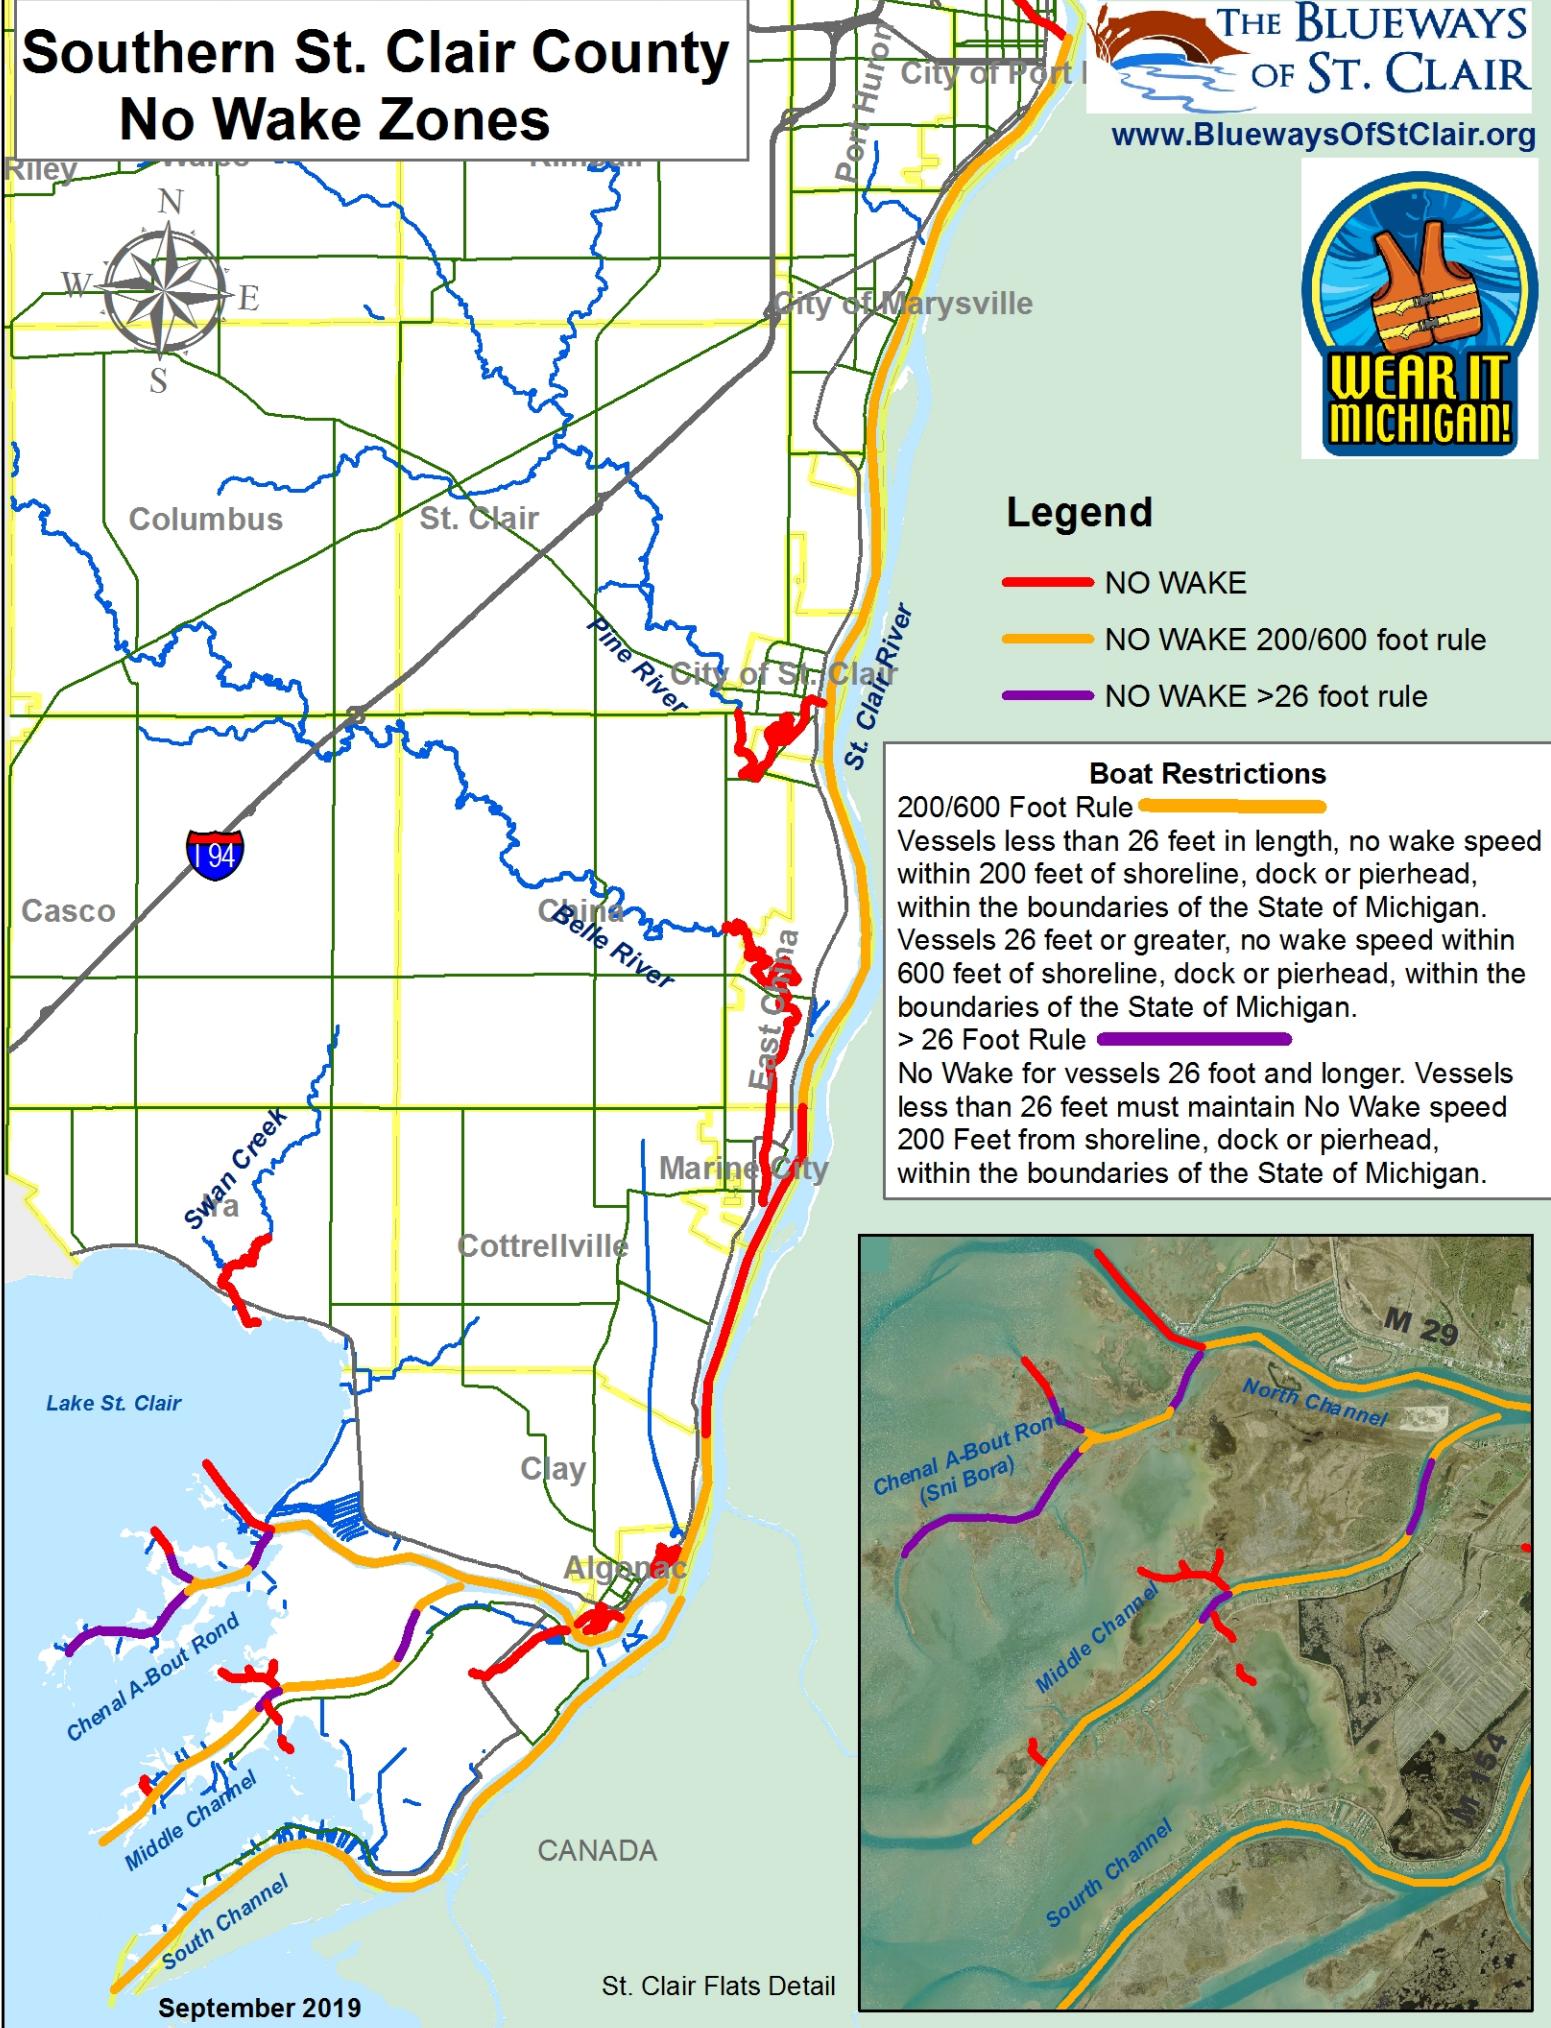 Southern St. Clair County
No Wake Zones
THE BLUEWAYS
OF ST. CLAIR
www.BluewaysOfStClair.org
WEAR IT
MICHIGAN!
City of Port
Port Huron
Riley
N
W
E
S
City of Marysville
Columbus
St. Clair
Pine River
City of St. Clair
St. Clair River
I 94
Casco
China
Belle River
East China
Swan Creek
Ira
Marine City
Cottrellville
Lake St. Clair
Clay
Algonac
Chenal A-Bout Rond
Middle Channel
South Channel
CANADA
St. Clair Flats Detail
September 2019
Legend
NO WAKE
NO WAKE 200/600 foot rule
NO WAKE >26 foot rule
Boat Restrictions
200/600 Foot Rule
Vessels less than 26 feet in length, no wake speed
within 200 feet of shoreline, dock or pierhead,
within the boundaries of the State of Michigan.
Vessels 26 feet or greater, no wake speed within
600 feet of shoreline, dock or pierhead, within the
boundaries of the State of Michigan.
> 26 Foot Rule
No Wake for vessels 26 foot and longer. Vessels
less than 26 feet must maintain No Wake speed
200 Feet from shoreline, dock or pierhead,
within the boundaries of the State of Michigan.
M 29
North Channel
Chenal A-Bout Rond
(Sni Bora)
Middle Channel
M 154
Sourth Channel